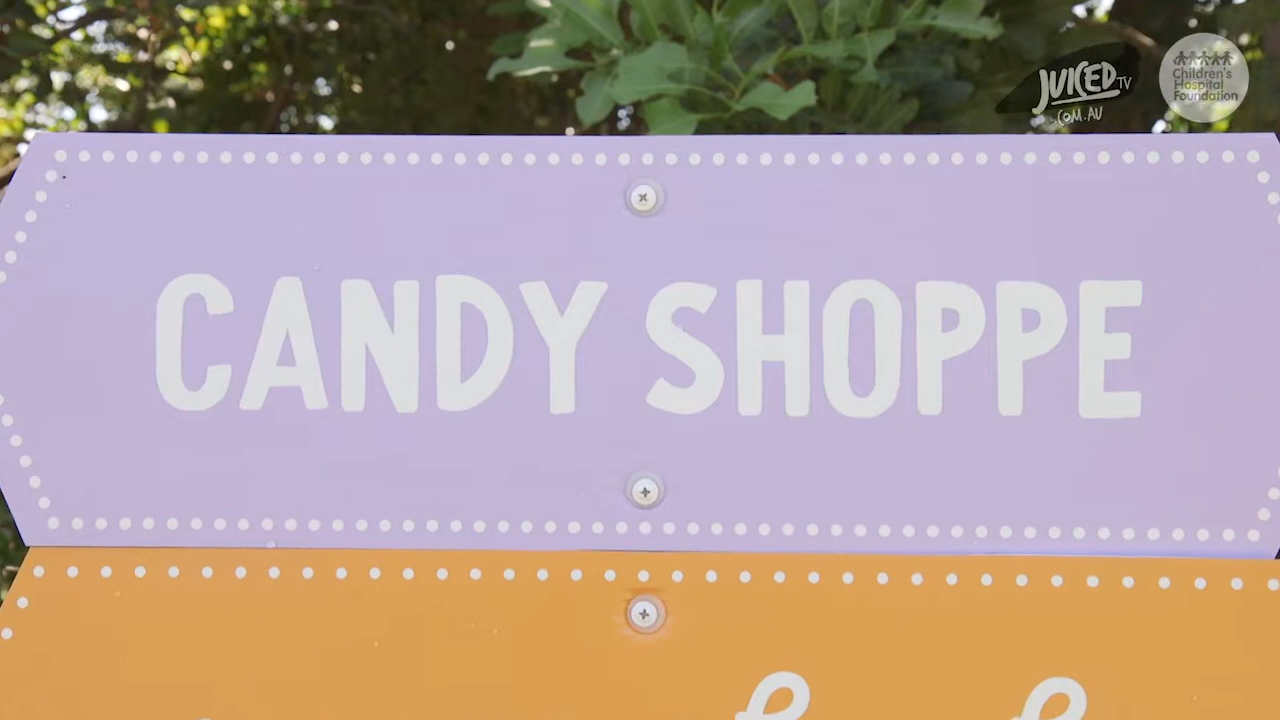 JUICED TV
.COM.AU
Children's
Hospital
Foundation
CANDY SHOPPE